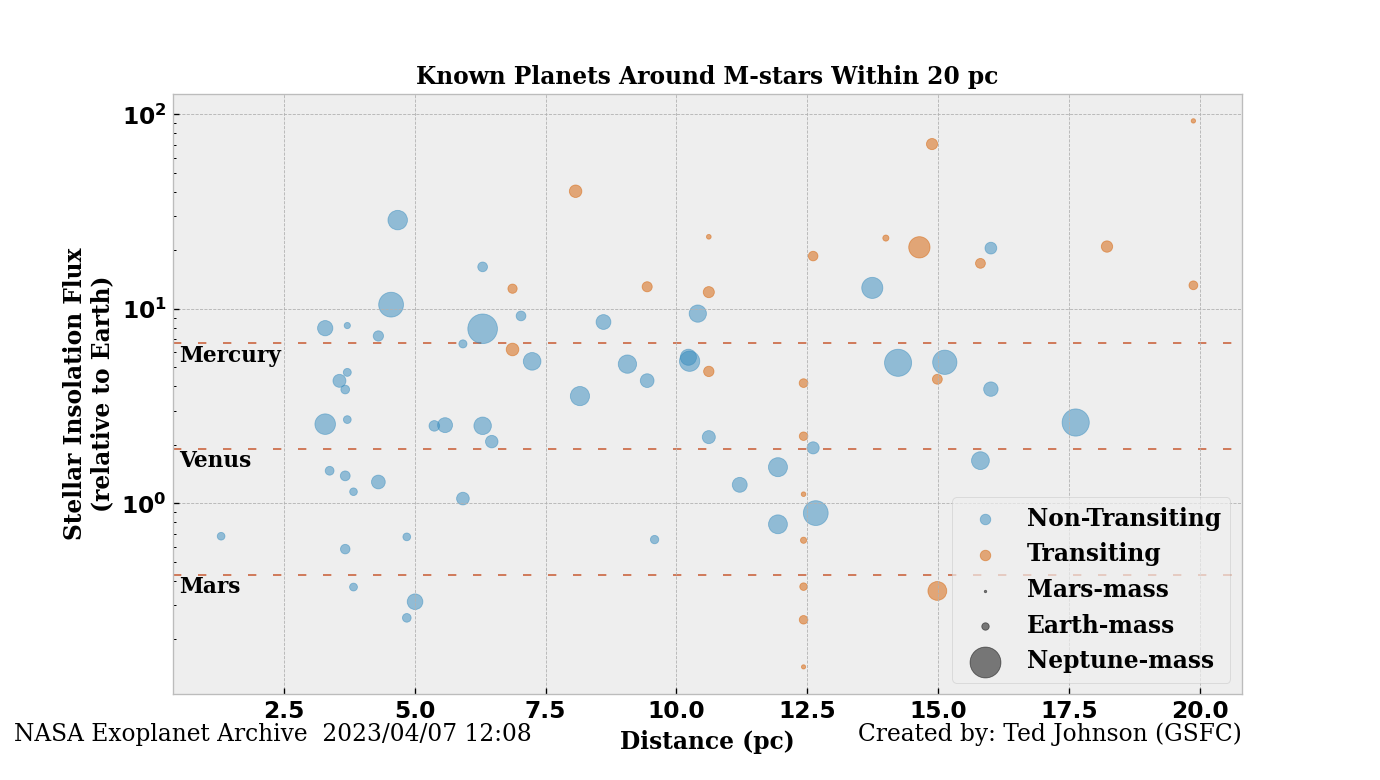 Known Planets Around M-stars Within 20 pc
Stellar Insolation Flux
(relative to Earth)
10²
10¹
10⁰
Mercury
Venus
Mars
Non-Transiting
Transiting
Mars-mass
Earth-mass
Neptune-mass
2.5 5.0 7.5 10.0 12.5 15.0 17.5 20.0
Distance (pc)
NASA Exoplanet Archive 2023/04/07 12:08
Created by: Ted Johnson (GSFC)